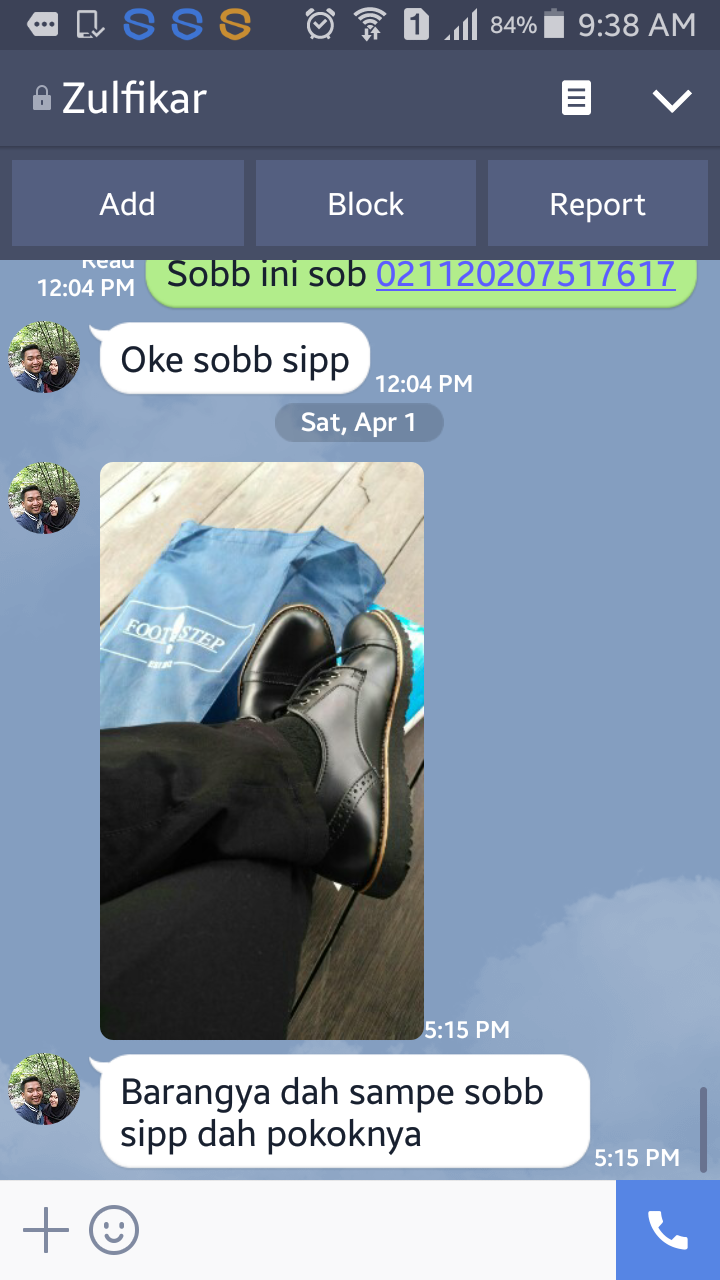 84% 9:38 AM
Zulfikar
Add Block Report
Read
12:04 PM
Sobb ini sob 021120207517617
Oke sobb sipp
12:04 PM
Sat, Apr 1
FOOT STEP
5:15 PM
Barangya dah sampe sobb
sipp dah pokoknya
5:15 PM